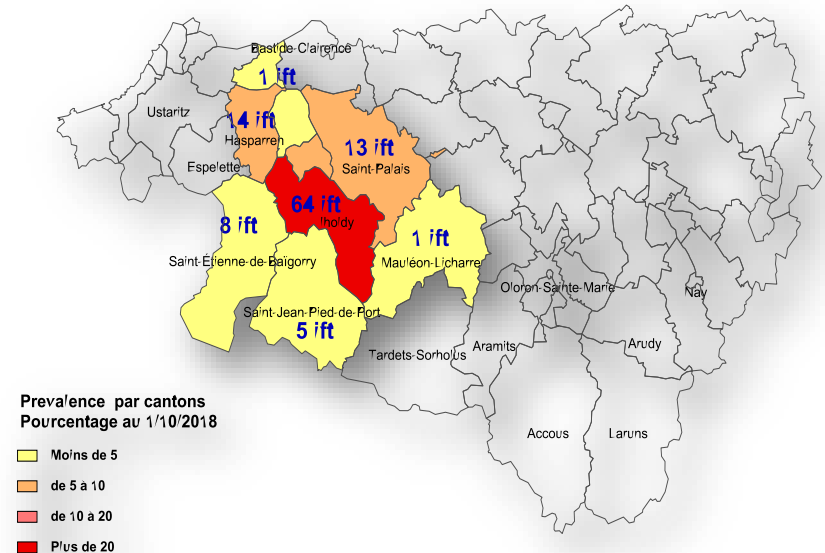 Bastide-Clairence
1 ift
Ustaritz
14 ift
Hasparren
13 ift
Saint-Palais
Espelette
64 ift
Iholdy
8 ift
1 ift
Saint-Étienne-de-Baïgorry
Mauléon-Licharre
Oloron-Sainte-Marie
Nay
Saint-Jean-Pied-de-Port
5 ift
Tardets-Sorholus
Aramits
Arudy
Accous
Laruns
Prevalence par cantons
Pourcentage au 1/10/2018
Moins de 5
de 5 à 10
de 10 à 20
Plus de 20